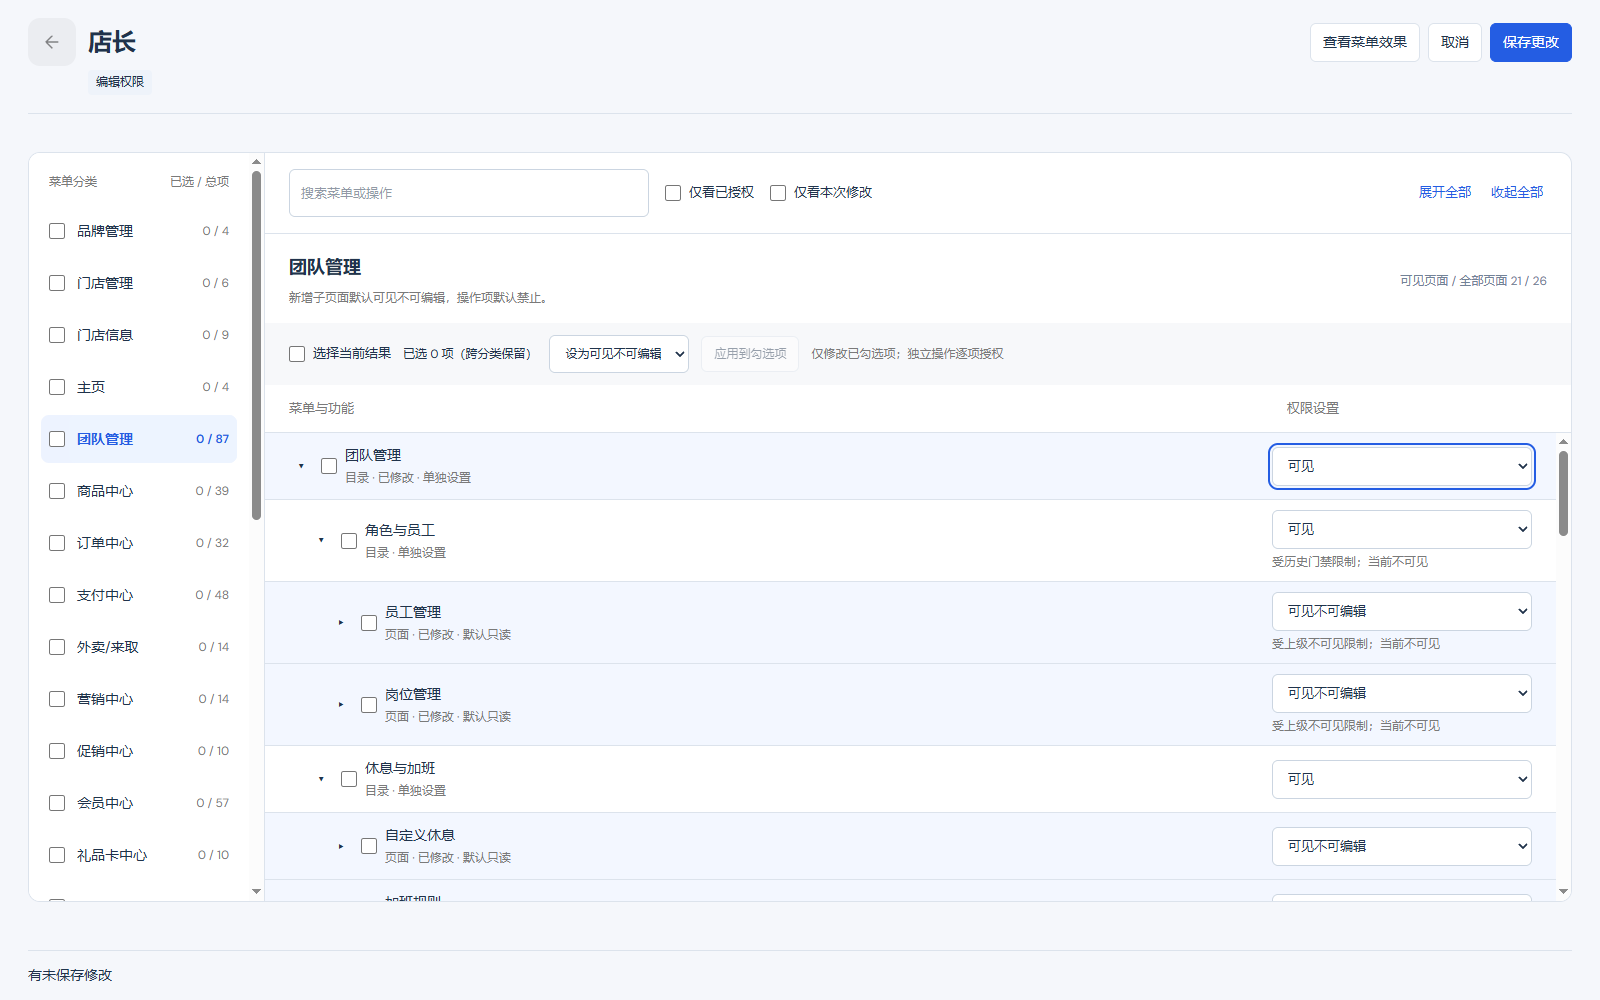 店长
编辑权限
查看菜单效果
取消
保存更改
菜单分类
已选 / 总项
品牌管理
0 / 4
门店管理
0 / 6
门店信息
0 / 9
主页
0 / 4
团队管理
0 / 87
商品中心
0 / 39
订单中心
0 / 32
支付中心
0 / 48
外卖/来取
0 / 14
营销中心
0 / 14
促销中心
0 / 10
会员中心
0 / 57
礼品卡中心
0 / 10
搜索菜单或操作
仅看已授权
仅看本次修改
展开全部
收起全部
团队管理
新增子页面默认可见不可编辑，操作项默认禁止。
可见页面 / 全部页面 21 / 26
选择当前结果
已选 0 项（跨分类保留）
设为可见不可编辑
应用到勾选项
仅修改已勾选项；独立操作逐项授权
菜单与功能
权限设置
团队管理
目录 · 已修改 · 单独设置
可见
角色与员工
目录 · 单独设置
可见
受历史门禁限制；当前不可见
员工管理
页面 · 已修改 · 默认只读
可见不可编辑
受上级不可见限制；当前不可见
岗位管理
页面 · 已修改 · 默认只读
可见不可编辑
受上级不可见限制；当前不可见
休息与加班
目录 · 单独设置
可见
自定义休息
页面 · 已修改 · 默认只读
可见不可编辑
加班规则
有未保存修改